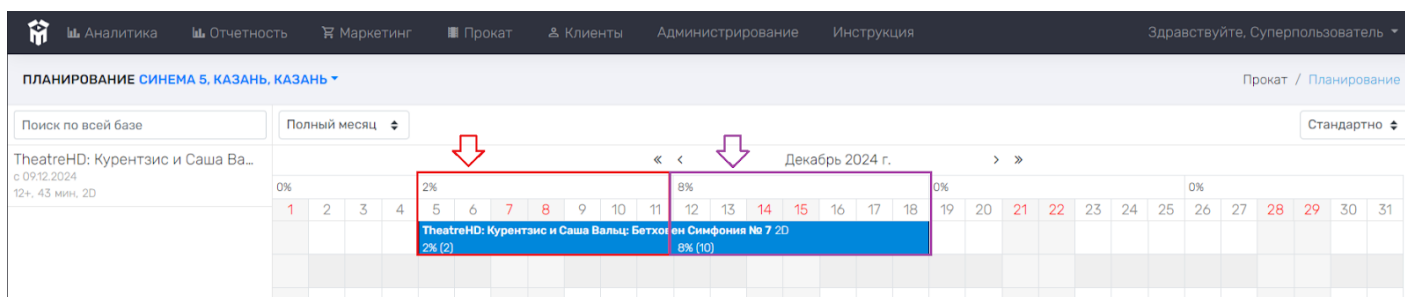 Аналитика Отчетность Маркетинг Прокат Клиенты Администрирование Инструкция Здравствуйте, Суперпользователь
ПЛАНИРОВАНИЕ СИНЕМА 5, КАЗАНЬ, КАЗАНЬ Прокат / Планирование
Поиск по всей базе Полный месяц Стандартно
TheatreHD: Курентзис и Саша Ва... « < Декабрь 2024 г. > »
с 09.12.2024
12+, 43 мин, 2D
0% 2% 8% 0% 0%
1 2 3 4 5 6 7 8 9 10 11 12 13 14 15 16 17 18 19 20 21 22 23 24 25 26 27 28 29 30 31
TheatreHD: Курентзис и Саша Вальц: Бетховен Симфония № 7 2D
2% (2) 8% (10)